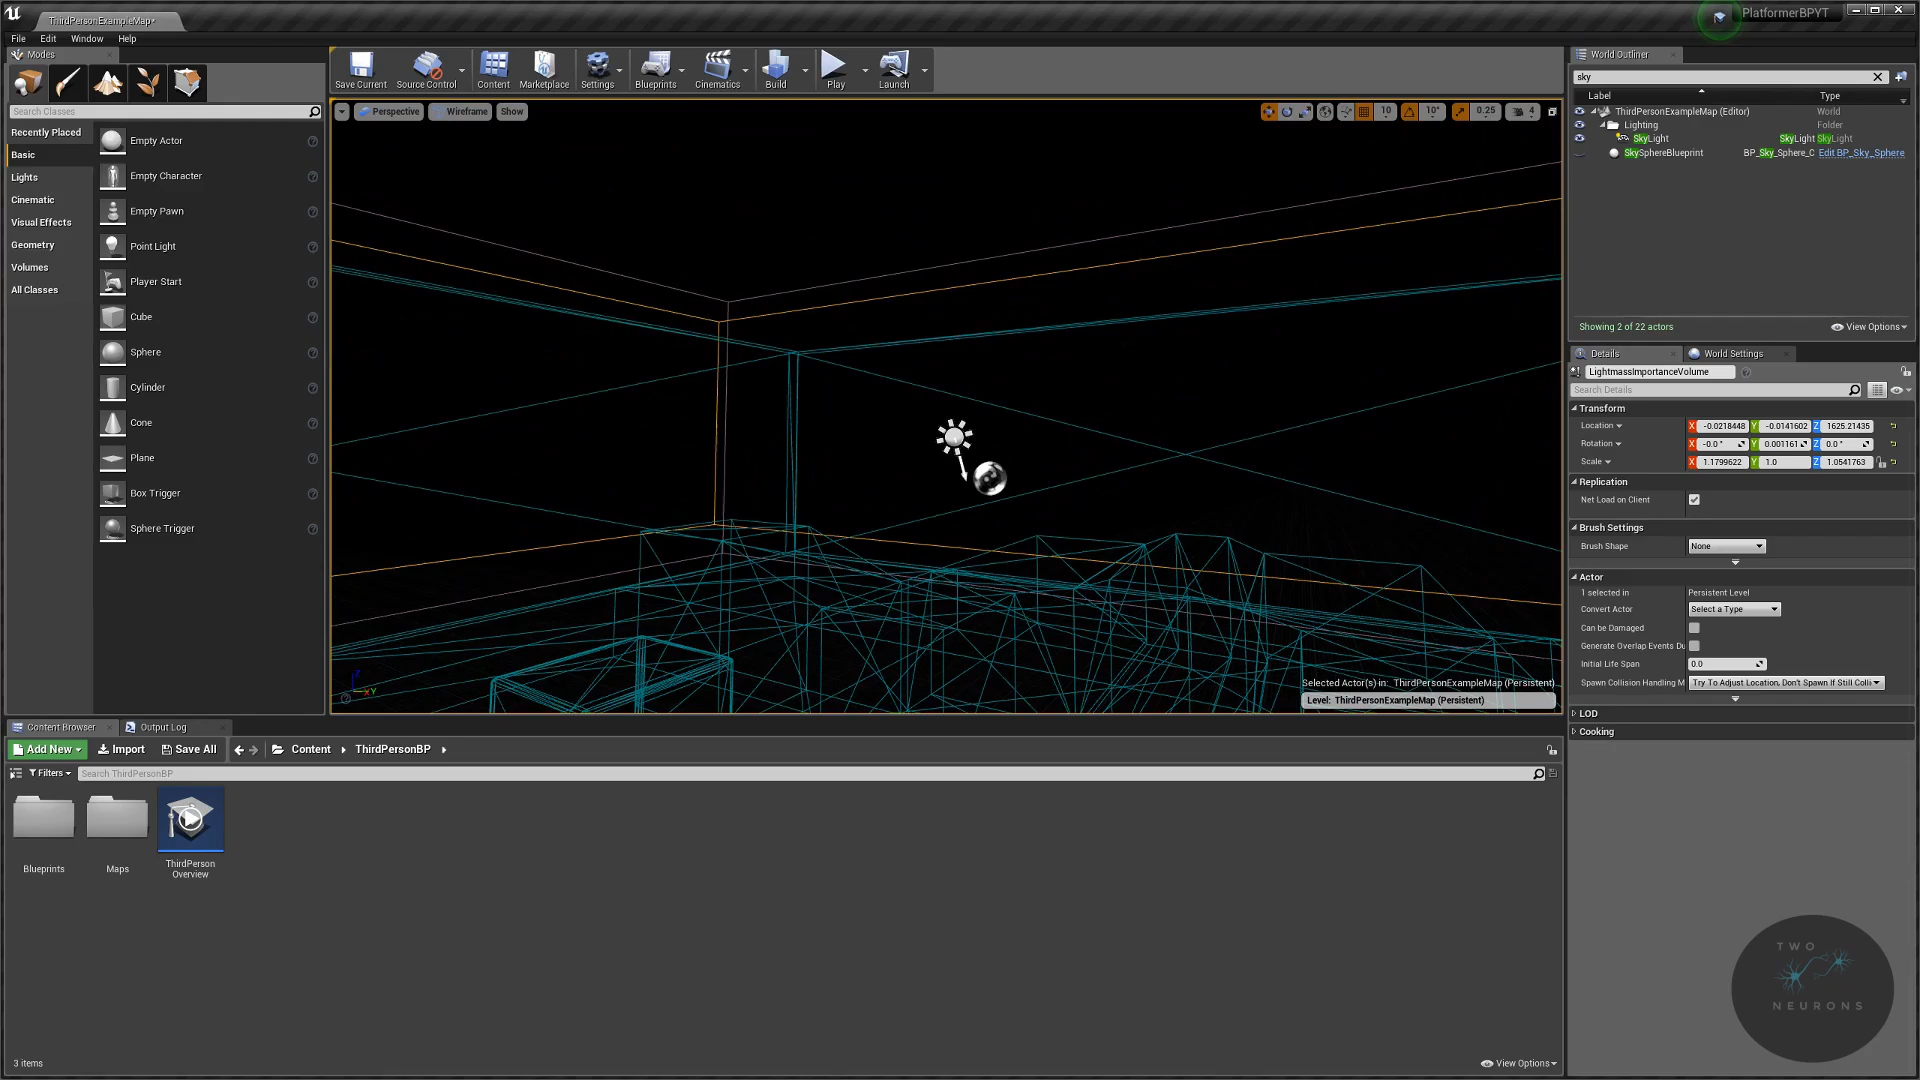 ThirdPersonExampleMap*
PlatformerBPYT
File Edit Window Help
Modes
Search Classes
Recently Placed
Basic
Lights
Cinematic
Visual Effects
Geometry
Volumes
All Classes
Empty Actor
Empty Character
Empty Pawn
Point Light
Player Start
Cube
Sphere
Cylinder
Cone
Plane
Box Trigger
Sphere Trigger
Save Current Source Control Content Marketplace Settings Blueprints Cinematics Build Play Launch
Perspective Wireframe Show
10 10° 0.25 4
Selected Actor(s) in: ThirdPersonExampleMap (Persistent)
Level: ThirdPersonExampleMap (Persistent)
World Outliner
sky
Label Type
ThirdPersonExampleMap (Editor) World
Lighting Folder
SkyLight SkyLight SkyLight
SkySphereBlueprint BP_Sky_Sphere_C Edit BP_Sky_Sphere
Showing 2 of 22 actors View Options
Details World Settings
LightmassImportanceVolume
Search Details
Transform
Location X -0.0218448 Y -0.0141602 Z 1625.21435
Rotation X -0.0 ° Y 0.001161 Z 0.0 °
Scale X 1.1799622 Y 1.0 Z 1.0541763
Replication
Net Load on Client
Brush Settings
Brush Shape None
Actor
1 selected in Persistent Level
Convert Actor Select a Type
Can be Damaged
Generate Overlap Events Du
Initial Life Span 0.0
Spawn Collision Handling M Try To Adjust Location, Don't Spawn If Still Colli
LOD
Cooking
Content Browser Output Log
Add New Import Save All Content ThirdPersonBP
Filters Search ThirdPersonBP
Blueprints
Maps
ThirdPerson
Overview
3 items View Options
TWO
NEURONS